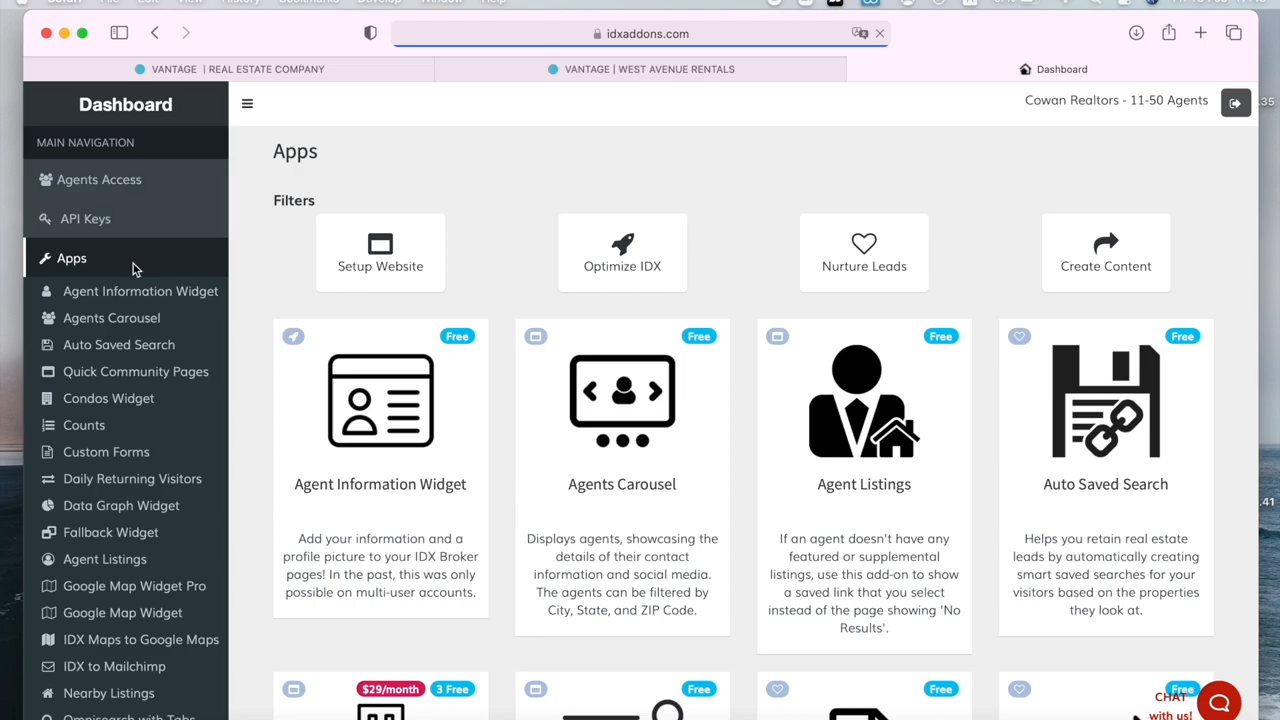 idxaddons.com
VANTAGE | REAL ESTATE COMPANY
VANTAGE | WEST AVENUE RENTALS
Dashboard
Dashboard
Cowan Realtors - 11-50 Agents
MAIN NAVIGATION
Agents Access
API Keys
Apps
Agent Information Widget
Agents Carousel
Auto Saved Search
Quick Community Pages
Condos Widget
Counts
Custom Forms
Daily Returning Visitors
Data Graph Widget
Fallback Widget
Agent Listings
Google Map Widget Pro
Google Map Widget
IDX Maps to Google Maps
IDX to Mailchimp
Nearby Listings
Omnisearch with Tabs
Apps
Filters
Setup Website
Optimize IDX
Nurture Leads
Create Content
Free
Agent Information Widget
Add your information and a
profile picture to your IDX Broker
pages! In the past, this was only
possible on multi-user accounts.
Free
Agents Carousel
Displays agents, showcasing the
details of their contact
information and social media.
The agents can be filtered by
City, State, and ZIP Code.
Free
Agent Listings
If an agent doesn't have any
featured or supplemental
listings, use this add-on to show
a saved link that you select
instead of the page showing 'No
Results'.
Free
Auto Saved Search
Helps you retain real estate
leads by automatically creating
smart saved searches for your
visitors based on the properties
they look at.
$29/month
3 Free
Free
Free
Free
CHAT
with us
.35
.41